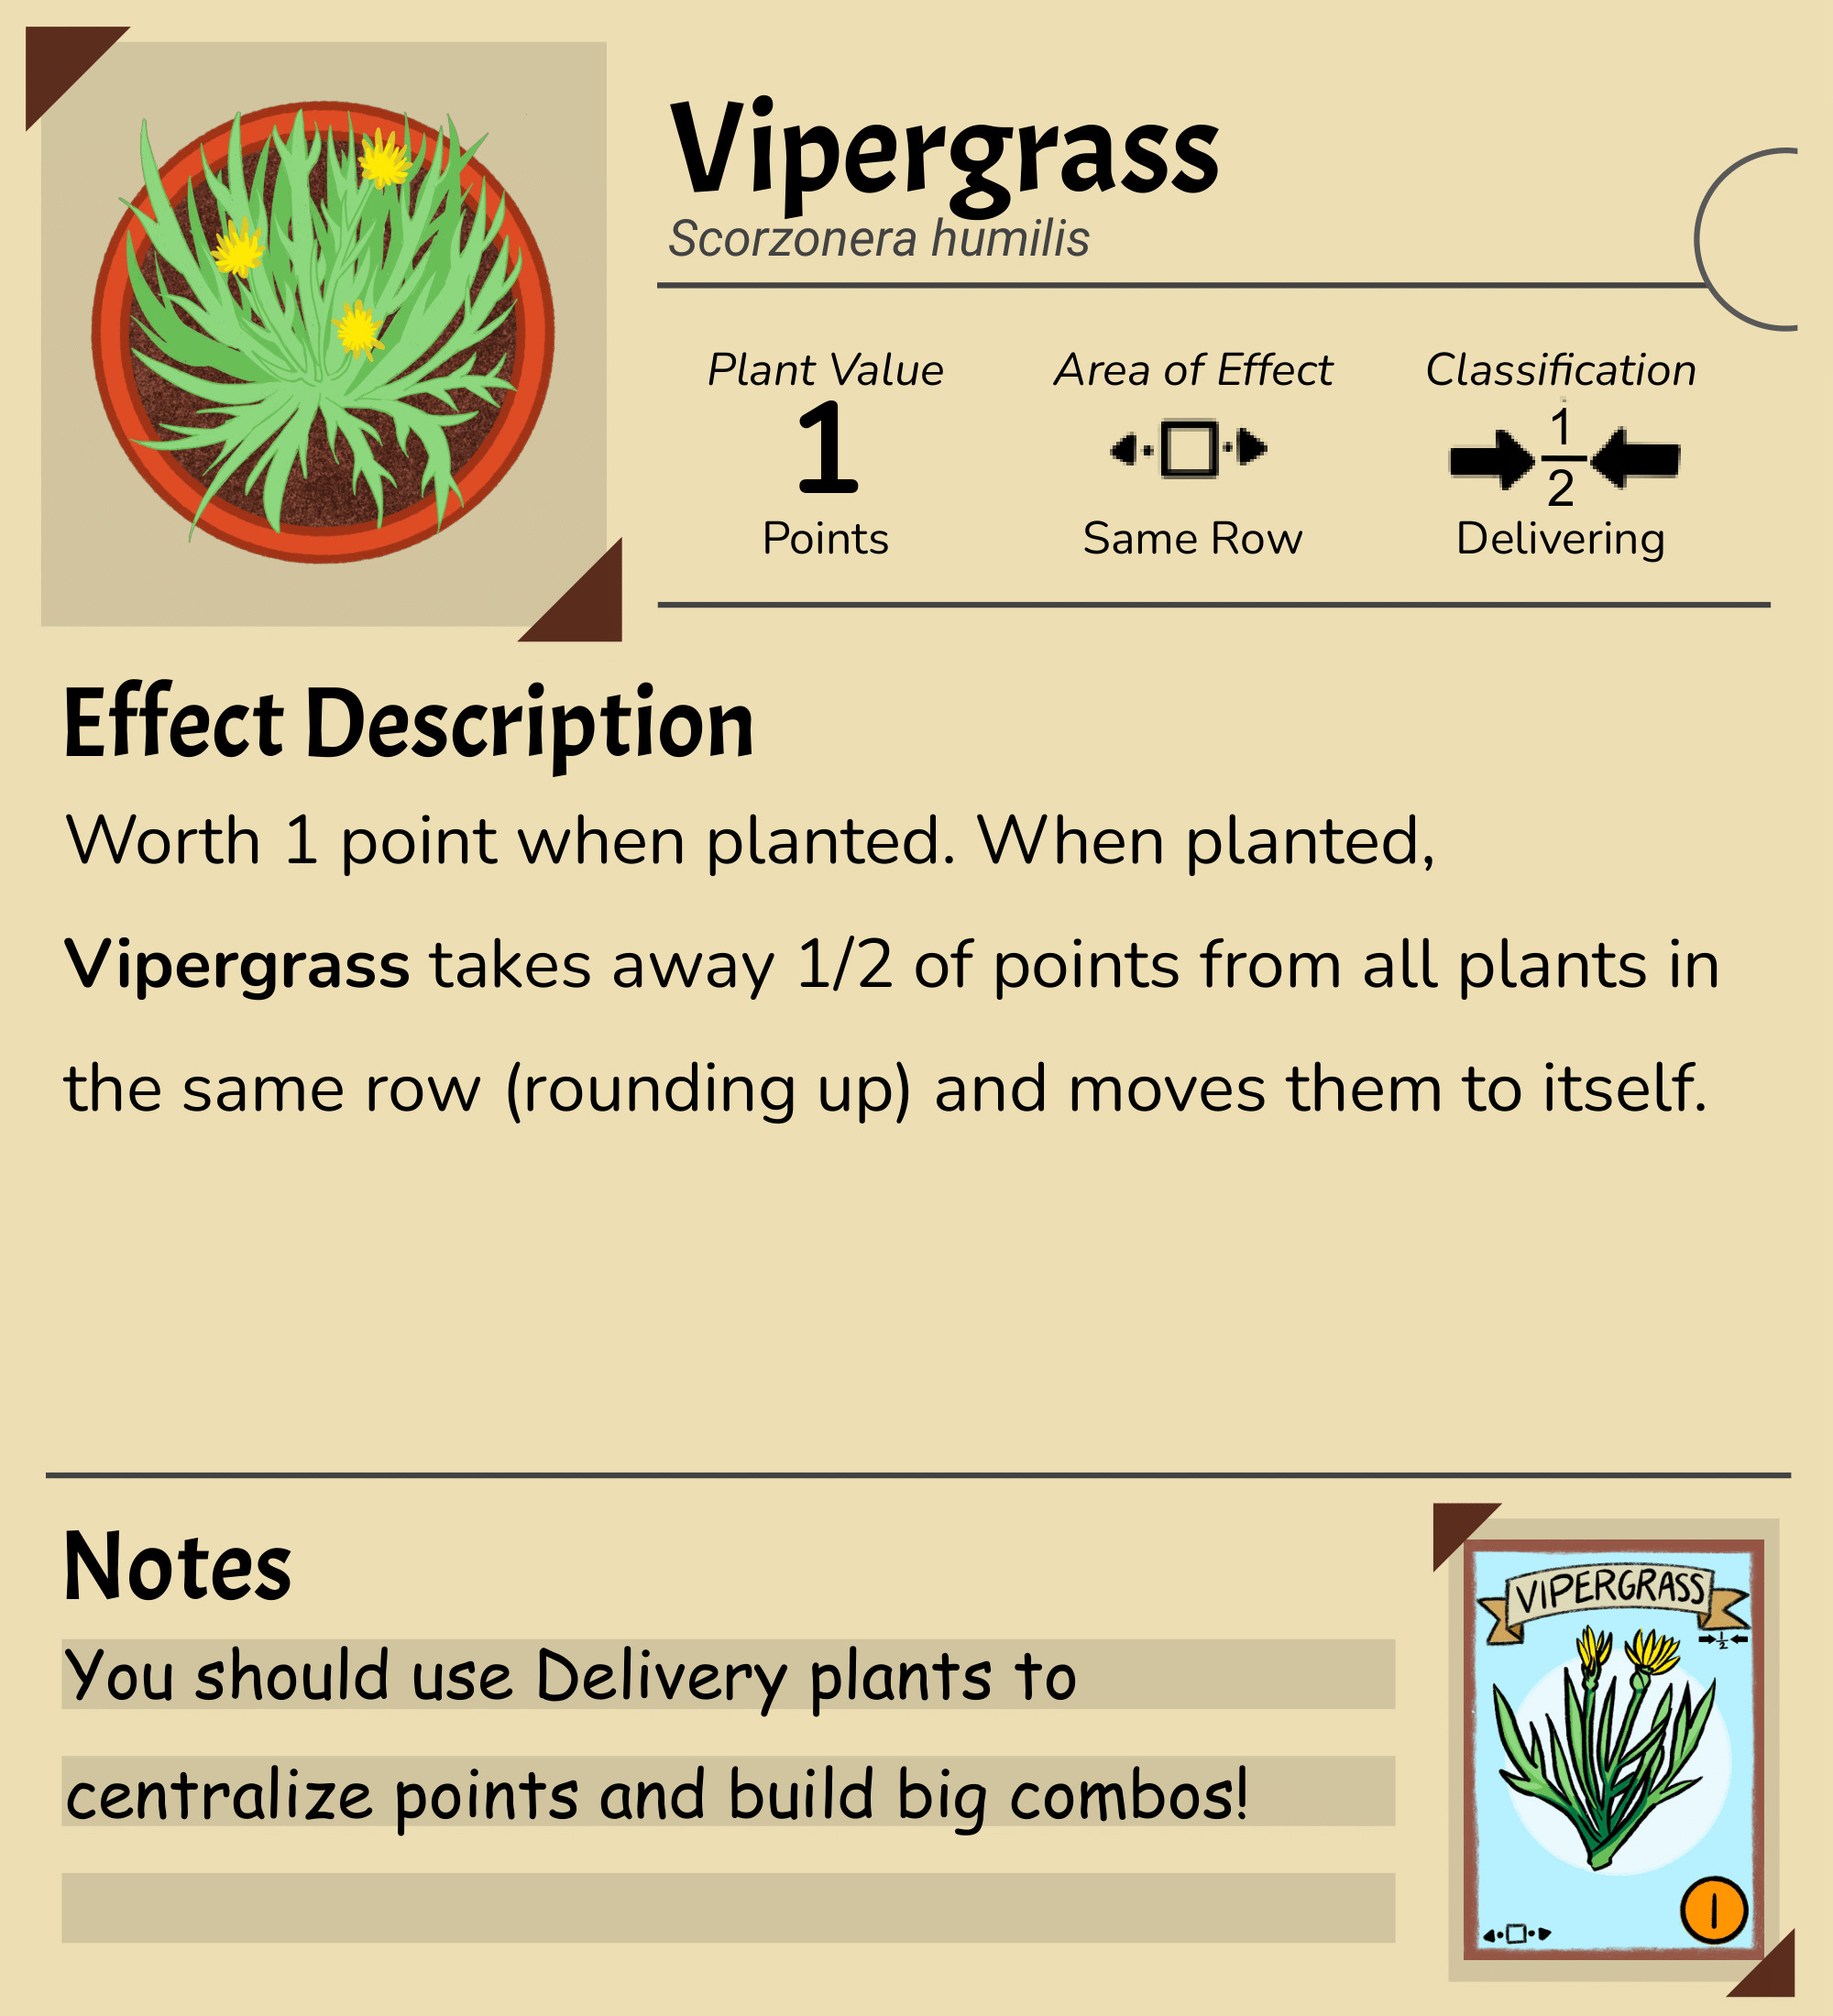 Vipergrass
Scorzonera humilis
Plant Value
Area of Effect
Classification
1
1
2
Points
Same Row
Delivering
Effect Description
Worth 1 point when planted. When planted,
Vipergrass takes away 1/2 of points from all plants in
the same row (rounding up) and moves them to itself.
Notes
You should use Delivery plants to
centralize points and build big combos!
VIPERGRASS
1
2
1